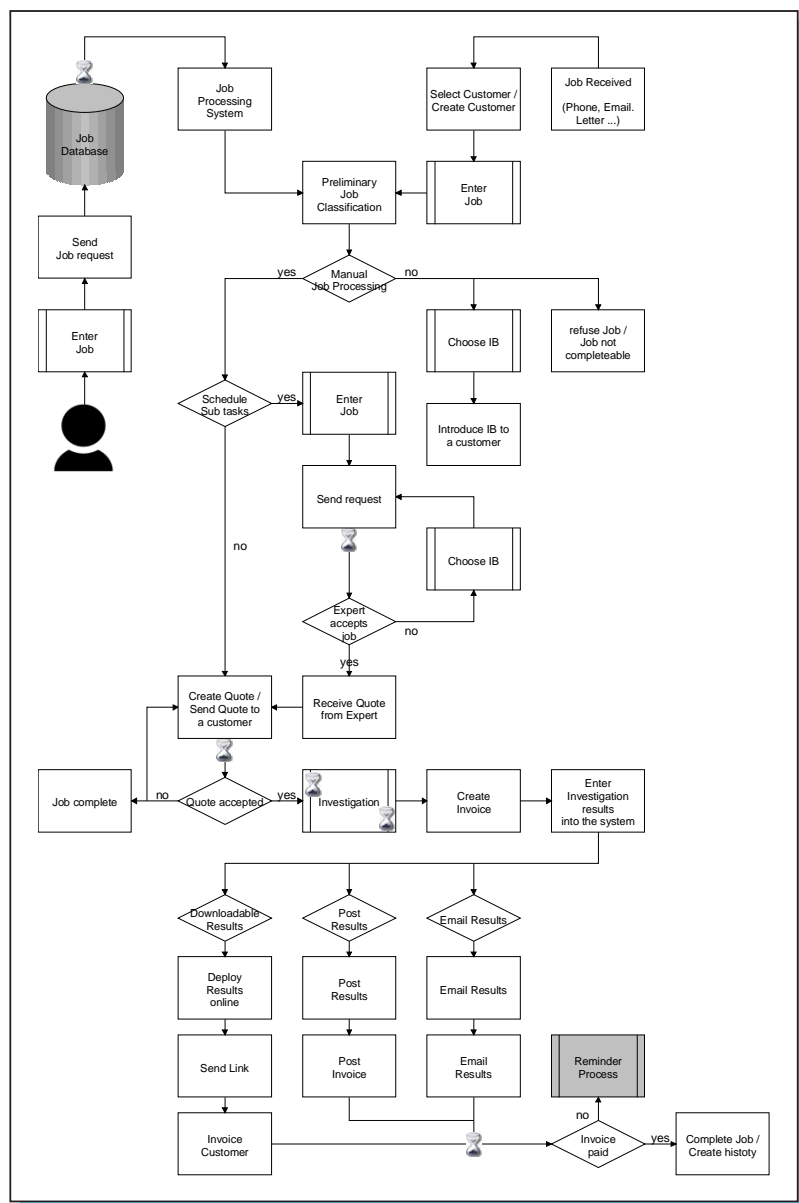 Job
Processing
System
Select Customer /
Create Customer
Job Received
(Phone, Email.
Letter ...)
Job
Database
Preliminary
Job
Classification
Enter
Job
Send
Job request
yes
Manual
Job Processing
no
Enter
Job
Choose IB
refuse Job /
Job not
completeable
Schedule
Sub tasks
yes
Enter
Job
Introduce IB to
a customer
Send request
no
Choose IB
Expert
accepts
job
no
yes
Create Quote /
Send Quote to
a customer
Receive Quote
from Expert
Job complete
no
Quote accepted
yes
Investigation
Create
Invoice
Enter
Investigation
results
into the system
Downloadable
Results
Post
Results
Email Results
Deploy
Results
online
Post
Results
Email Results
Send Link
Post
Invoice
Email
Results
Reminder
Process
no
Invoice
Customer
Invoice
paid
yes
Complete Job /
Create histoty